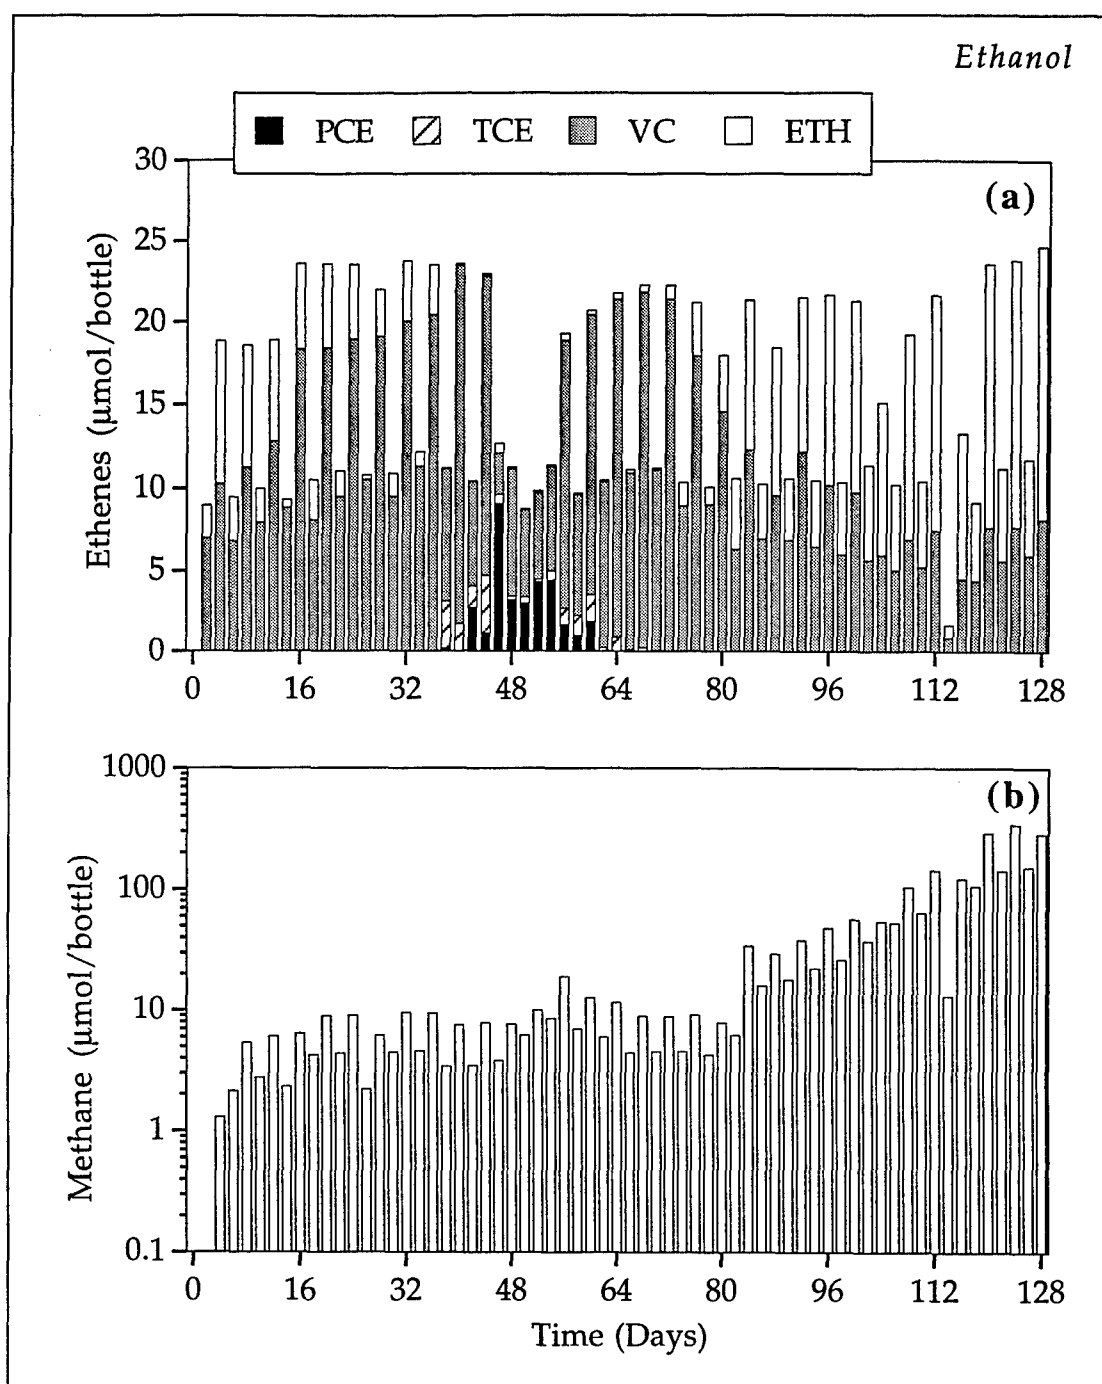 Ethanol
PCE TCE VC ETH
(a)
Ethenes (μmol/bottle)
30
25
20
15
10
5
0
0 16 32 48 64 80 96 112 128
(b)
Methane (μmol/bottle)
1000
100
10
1
0.1
0 16 32 48 64 80 96 112 128
Time (Days)